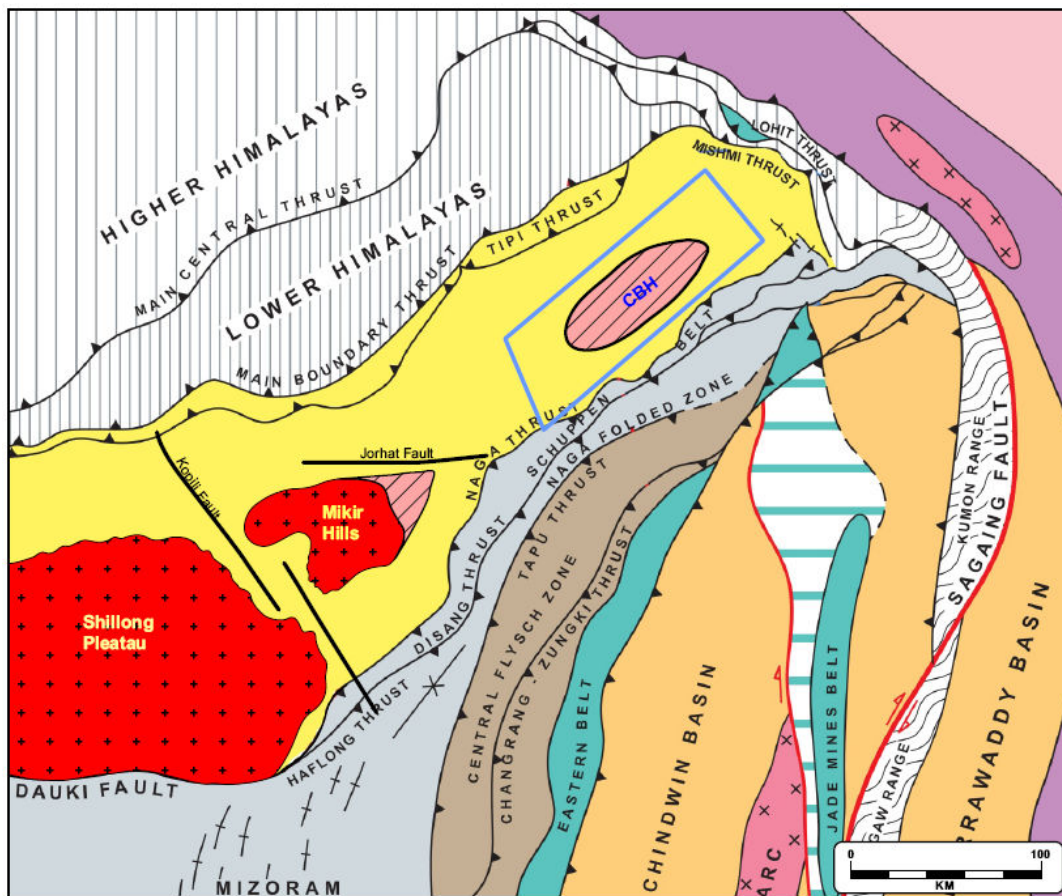 HIGHER HIMALAYAS
MAIN CENTRAL THRUST
LOWER HIMALAYAS
MAIN BOUNDARY THRUST
TIPI THRUST
LOHIT THRUST
MISHMI THRUST
CBH
NAGA THRUST
SCHUPPEN BELT
NAGA FOLDED ZONE
Jorhat Fault
Kopili Fault
Mikir
Hills
Shillong
Pleatau
DISANG THRUST
TAPU THRUST
HAFLONG THRUST
DAUKI FAULT
CENTRAL FLYSCH ZONE
CHANGRANG - ZUNGKI THRUST
EASTERN BELT
CHINDWIN BASIN
ARC
JADE MINES BELT
KUMON RANGE
SAGAING FAULT
GAW RANGE
RRAWADDY BASIN
MIZORAM
0 100
KM